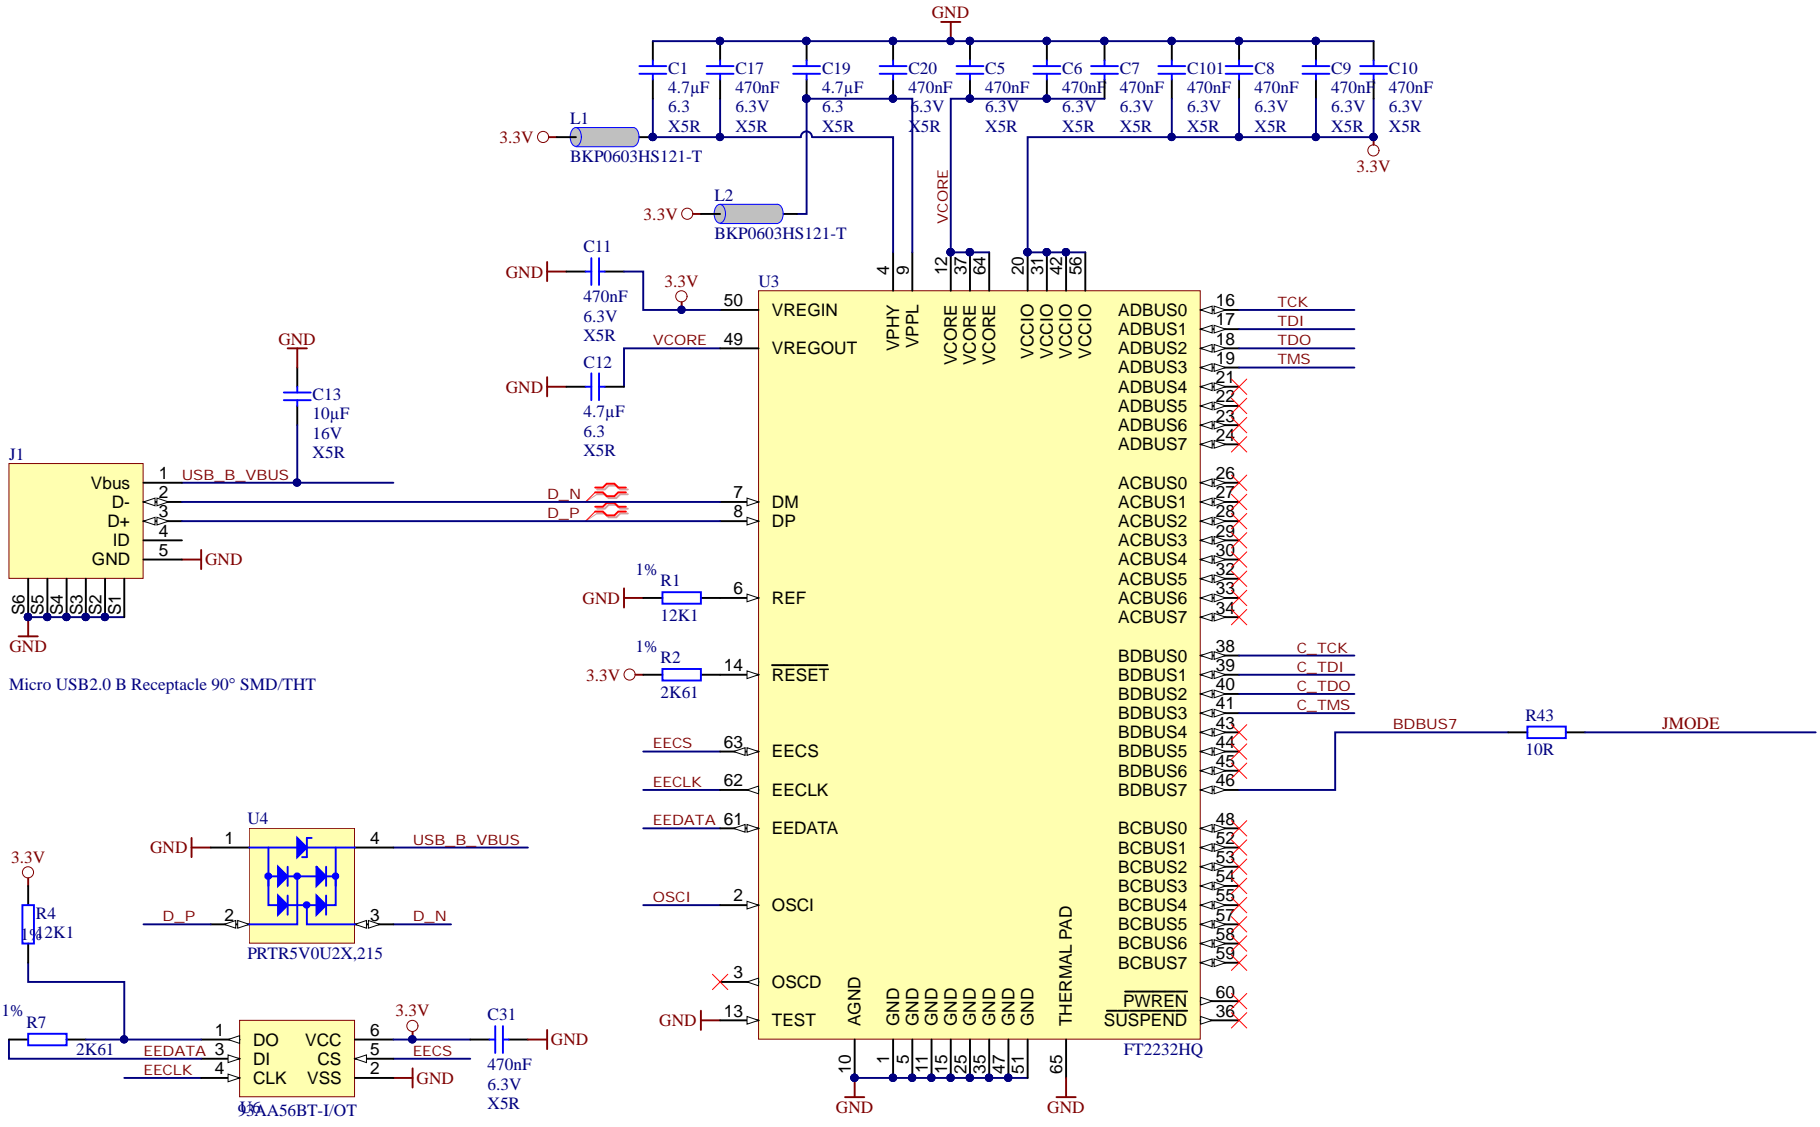 GND
C1
4.7µF
6.3
X5R
C17
470nF
6.3V
X5R
C19
4.7µF
6.3
X5R
C20
470nF
6.3V
X5R
C5
470nF
6.3V
X5R
C6
470nF
6.3V
X5R
C7
470nF
6.3V
X5R
C101
470nF
6.3V
X5R
C8
470nF
6.3V
X5R
C9
470nF
6.3V
X5R
C10
470nF
6.3V
X5R
3.3V
L1
BKP0603HS121-T
3.3V
3.3V
L2
BKP0603HS121-T
VCORE
GND
C11
470nF
6.3V
X5R
3.3V
VCORE
GND
C12
4.7µF
6.3
X5R
GND
C13
10µF
16V
X5R
J1
Vbus 1 USB_B_VBUS
D- 2
D+ 3
ID 4
GND 5 GND
S6 S5 S4 S3 S2 S1
GND
Micro USB2.0 B Receptacle 90° SMD/THT
D_N
D_P
U3
4 VPHY
9 VPPL
12 VCORE
37 VCORE
64 VCORE
20 VCCIO
31 VCCIO
42 VCCIO
56 VCCIO
50 VREGIN
49 VREGOUT
7 DM
8 DP
GND
1%
R1
12K1
6 REF
3.3V
1%
R2
2K61
14 RESET
EECS 63 EECS
EECLK 62 EECLK
EEDATA 61 EEDATA
OSCI 2 OSCI
3 OSCD
GND 13 TEST
ADBUS0 16 TCK
ADBUS1 17 TDI
ADBUS2 18 TDO
ADBUS3 19 TMS
ADBUS4 21
ADBUS5 22
ADBUS6 23
ADBUS7 24
ACBUS0 26
ACBUS1 27
ACBUS2 28
ACBUS3 29
ACBUS4 30
ACBUS5 32
ACBUS6 33
ACBUS7 34
BDBUS0 38 C_TCK
BDBUS1 39 C_TDI
BDBUS2 40 C_TDO
BDBUS3 41 C_TMS
BDBUS4 43
BDBUS5 44
BDBUS6 45
BDBUS7 46
BDBUS7
R43
10R
JMODE
BCBUS0 48
BCBUS1 52
BCBUS2 53
BCBUS3 54
BCBUS4 55
BCBUS5 57
BCBUS6 58
BCBUS7 59
PWREN 60
SUSPEND 36
AGND 10
GND 1
GND 5
GND 11
GND 15
GND 25
GND 35
GND 47
GND 51
THERMAL PAD 65
GND
GND
FT2232HQ
U4
GND 1
4 USB_B_VBUS
D_P 2
3 D_N
PRTR5V0U2X,215
3.3V
R4
1%
12K1
1%
R7
2K61
EEDATA
EECLK
1 DO
3 DI
4 CLK
VCC 6
CS 5 EECS
VSS 2 GND
3.3V
C31
470nF
6.3V
X5R
GND
U6
93AA56BT-I/OT